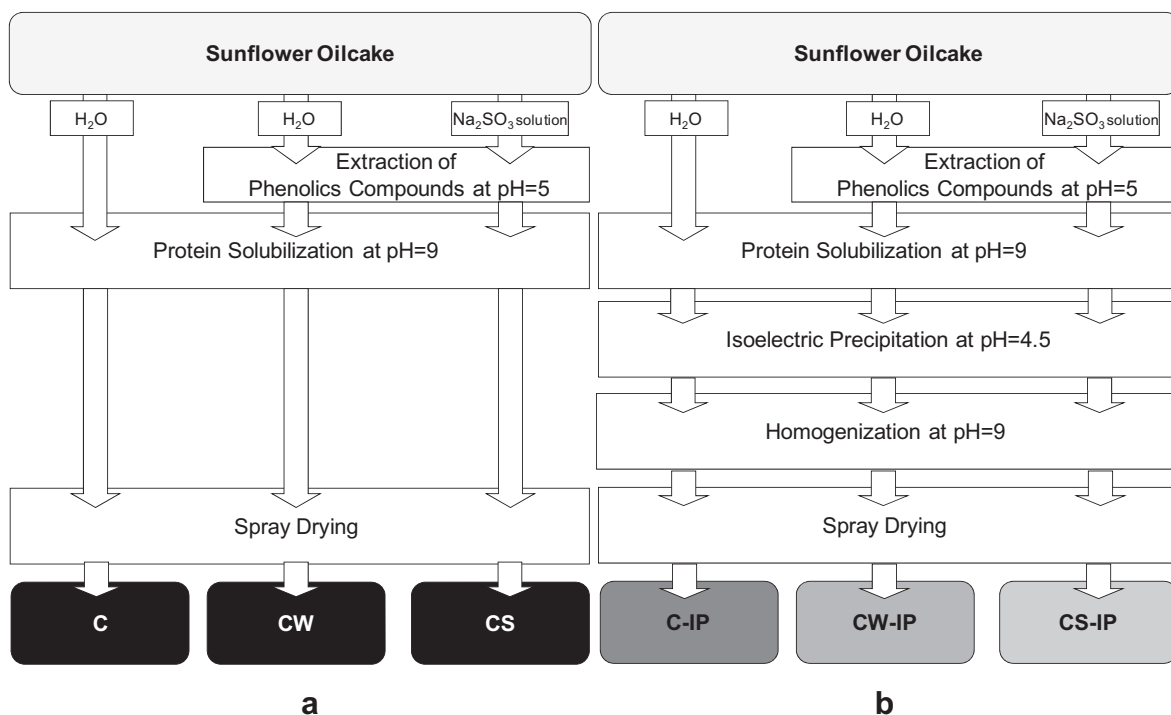 Sunflower Oilcake
H₂O
H₂O
Na₂SO₃ solution
Extraction of
Phenolics Compounds at pH=5
Protein Solubilization at pH=9
Spray Drying
C
CW
CS
a
Sunflower Oilcake
H₂O
H₂O
Na₂SO₃ solution
Extraction of
Phenolics Compounds at pH=5
Protein Solubilization at pH=9
Isoelectric Precipitation at pH=4.5
Homogenization at pH=9
Spray Drying
C-IP
CW-IP
CS-IP
b